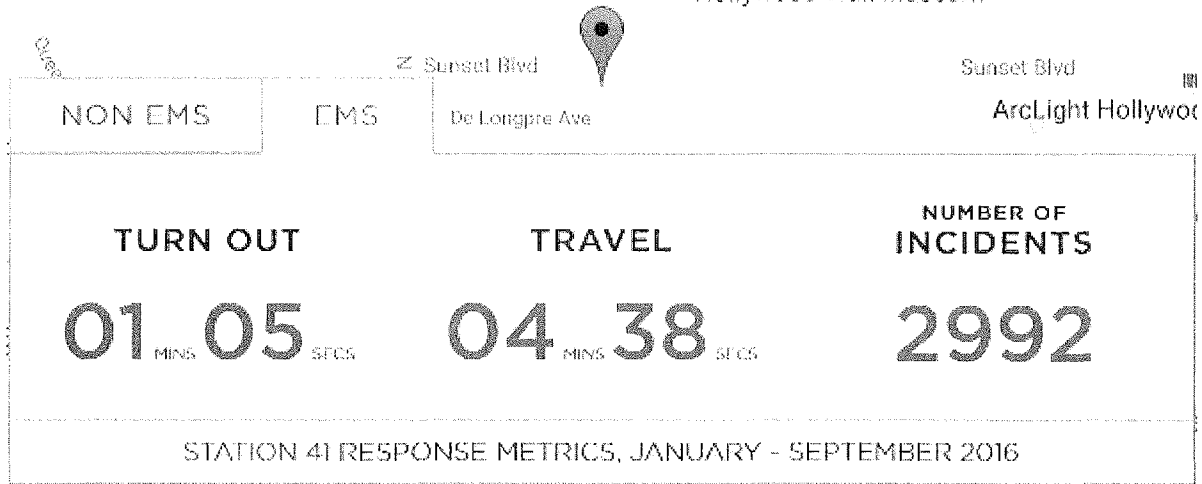 Sunset Blvd
Sunset Blvd
NON EMS
EMS
De Longpre Ave
ArcLight Hollywoo
TURN OUT
TRAVEL
NUMBER OF
INCIDENTS
01 MINS 05 SECS
04 MINS 38 SECS
2992
STATION 41 RESPONSE METRICS, JANUARY - SEPTEMBER 2016